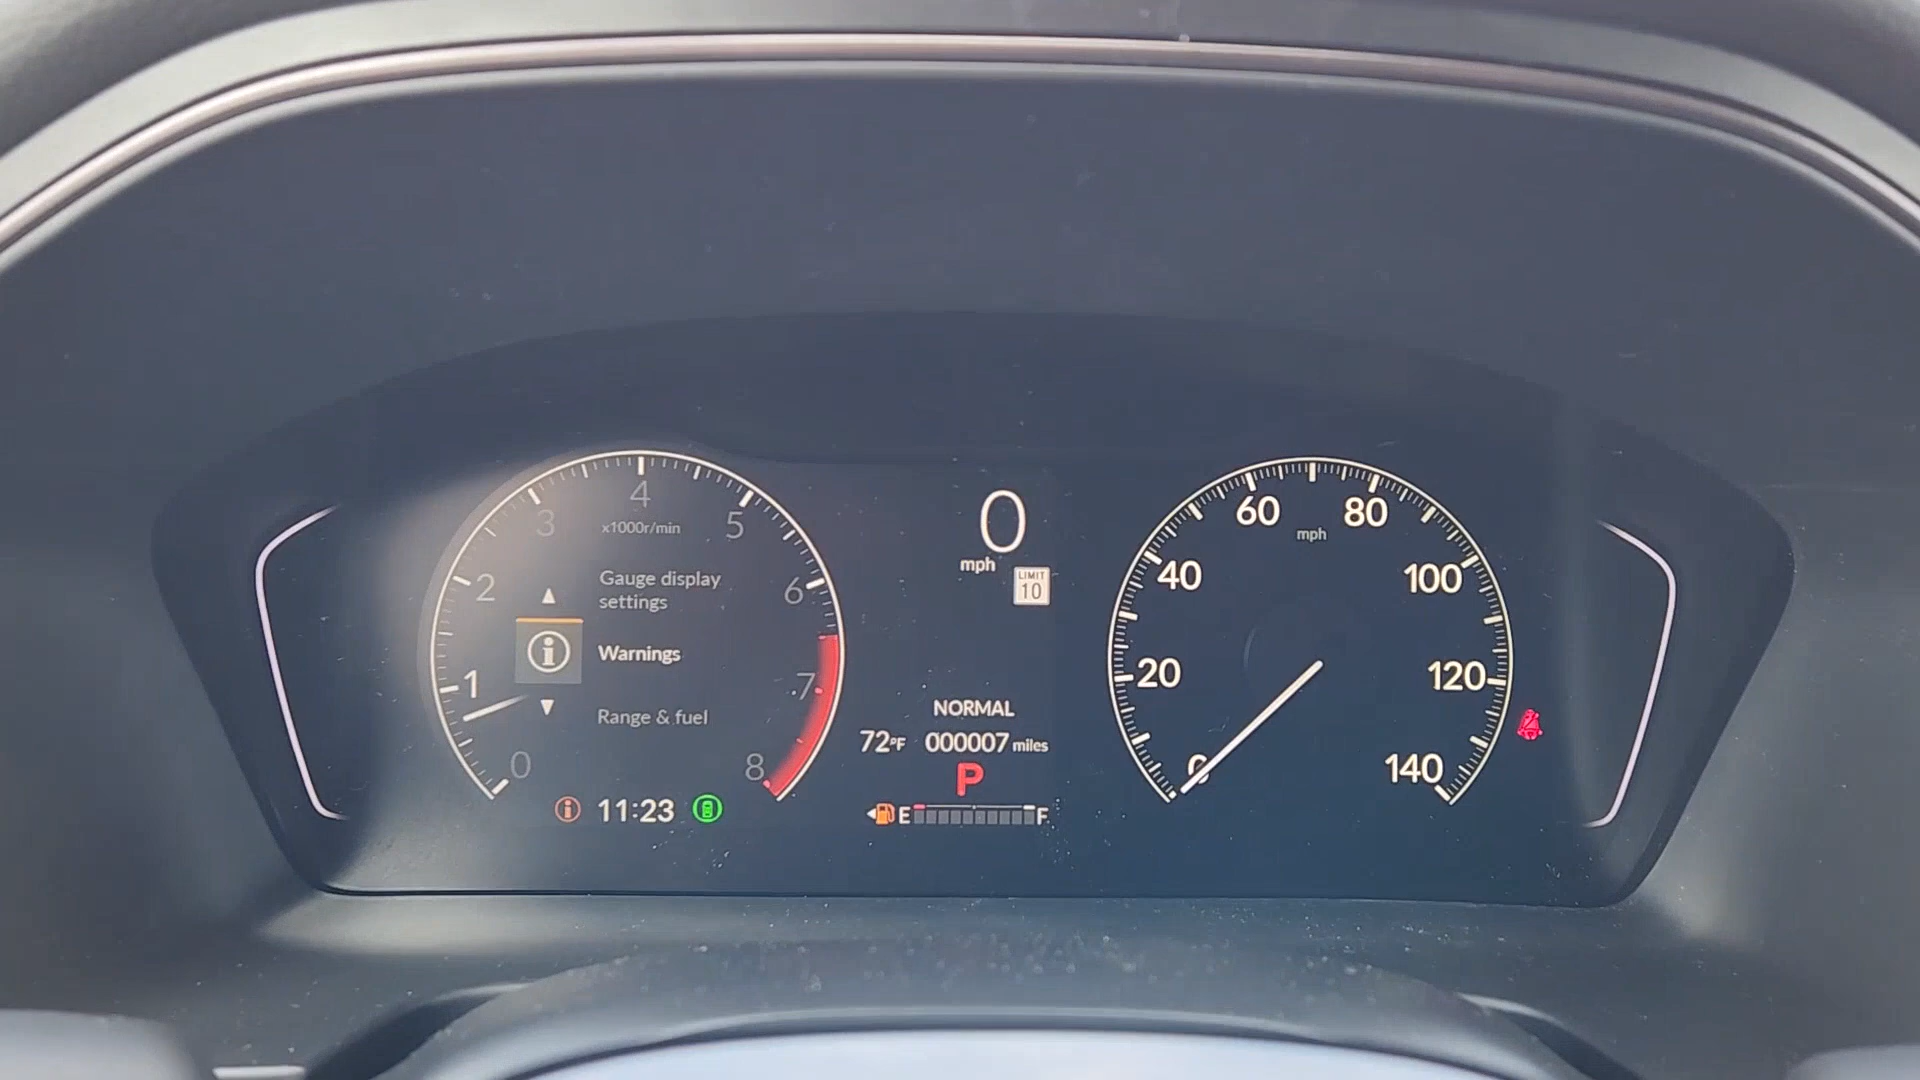 4
3
5
x1000r/min
2
6
Gauge display
settings
Warnings
1
7
Range & fuel
0
8
11:23
0
mph
LIMIT
10
NORMAL
72°F 000007 miles
P
E
F
60
80
mph
40
100
20
120
0
140